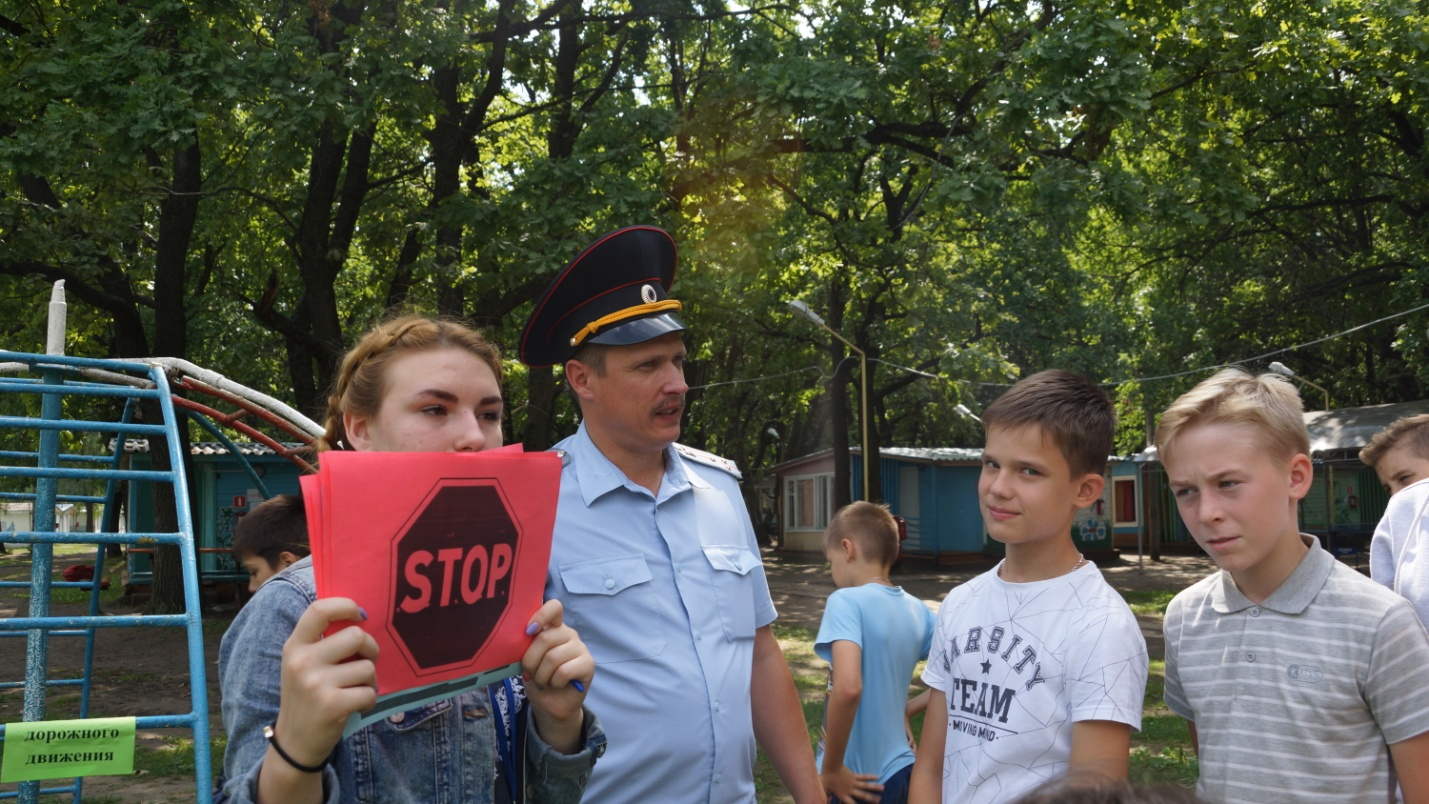 STOP
VARSITY
TEAM
MOVING MIND
дорожного
движения